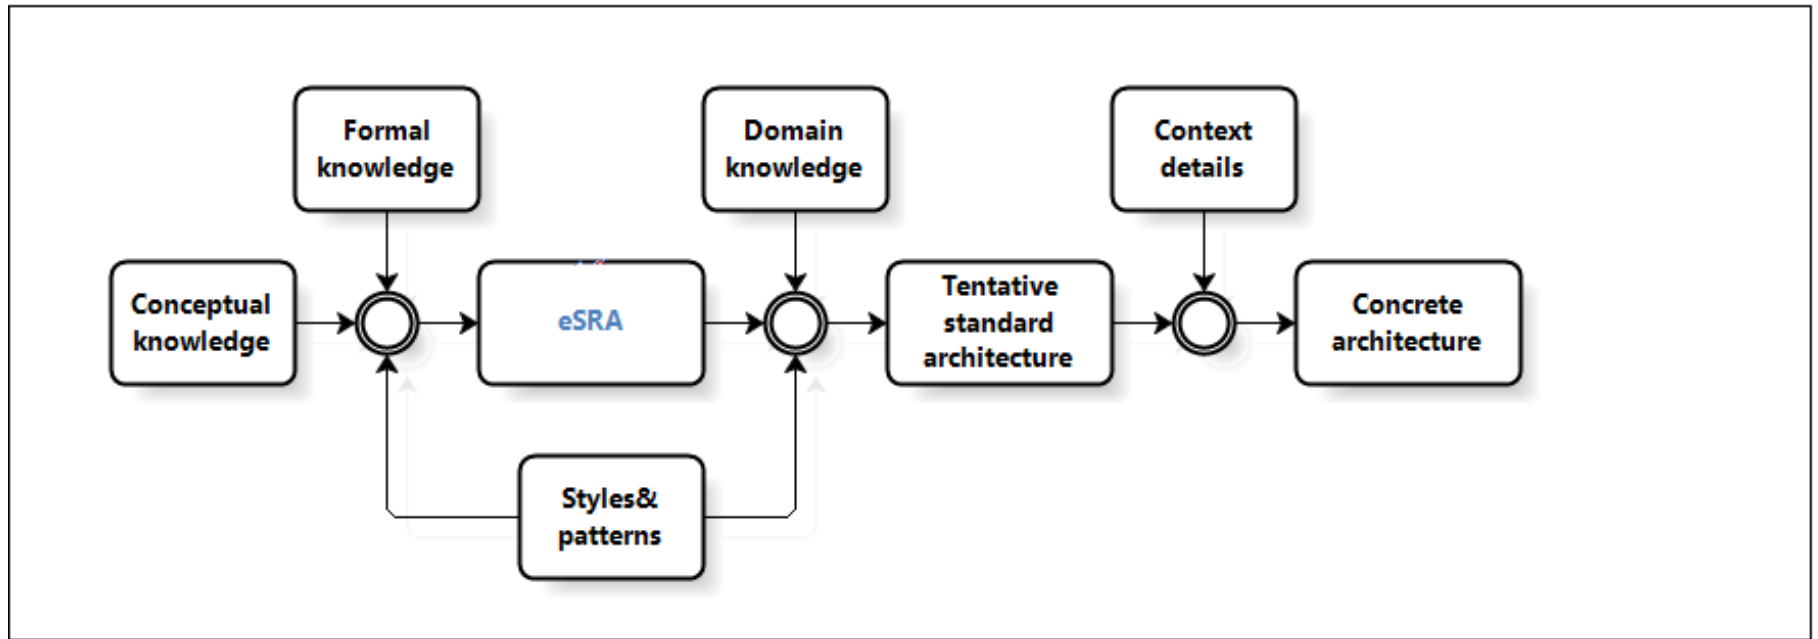 Formal
knowledge
Domain
knowledge
Context
details
Conceptual
knowledge
eSRA
Tentative
standard
architecture
Concrete
architecture
Styles&
patterns